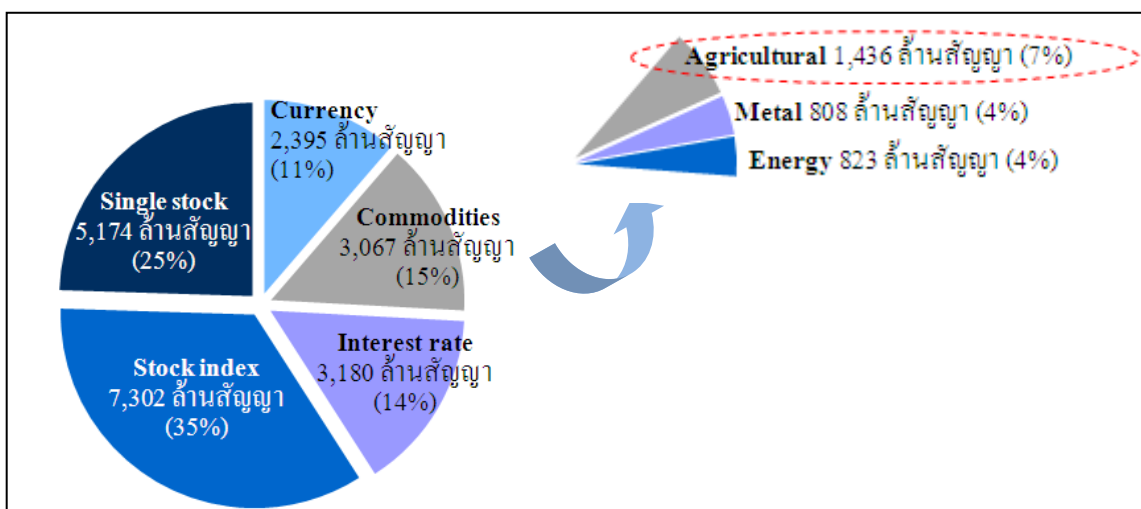 Agricultural 1,436 ล้านสัญญา (7%)
Metal 808 ล้านสัญญา (4%)
Energy 823 ล้านสัญญา (4%)
Currency
2,395 ล้านสัญญา
(11%)
Single stock
5,174 ล้านสัญญา
(25%)
Commodities
3,067 ล้านสัญญา
(15%)
Interest rate
3,180 ล้านสัญญา
(14%)
Stock index
7,302 ล้านสัญญา
(35%)